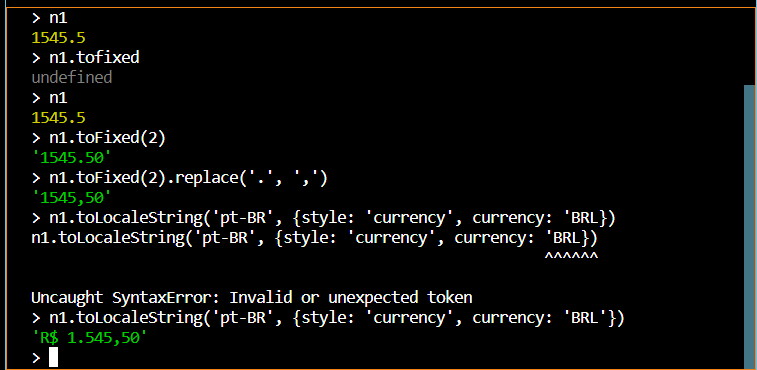 > n1
1545.5
> n1.tofixed
undefined
> n1
1545.5
> n1.toFixed(2)
'1545.50'
> n1.toFixed(2).replace('.', ',')
'1545,50'
> n1.toLocaleString('pt-BR', {style: 'currency', currency: 'BRL})
n1.toLocaleString('pt-BR', {style: 'currency', currency: 'BRL})
^^^^^^
Uncaught SyntaxError: Invalid or unexpected token
> n1.toLocaleString('pt-BR', {style: 'currency', currency: 'BRL'})
'R$ 1.545,50'
>